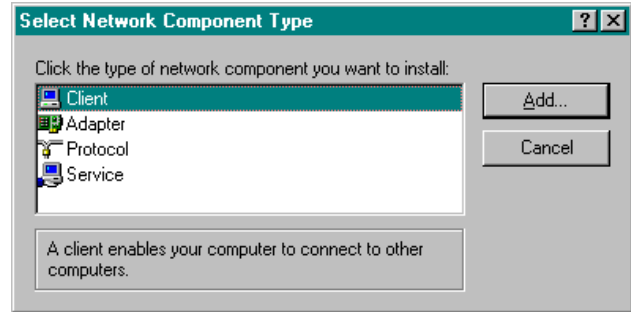 Select Network Component Type
Click the type of network component you want to install:
Client
Adapter
Protocol
Service
Add...
Cancel
A client enables your computer to connect to other
computers.